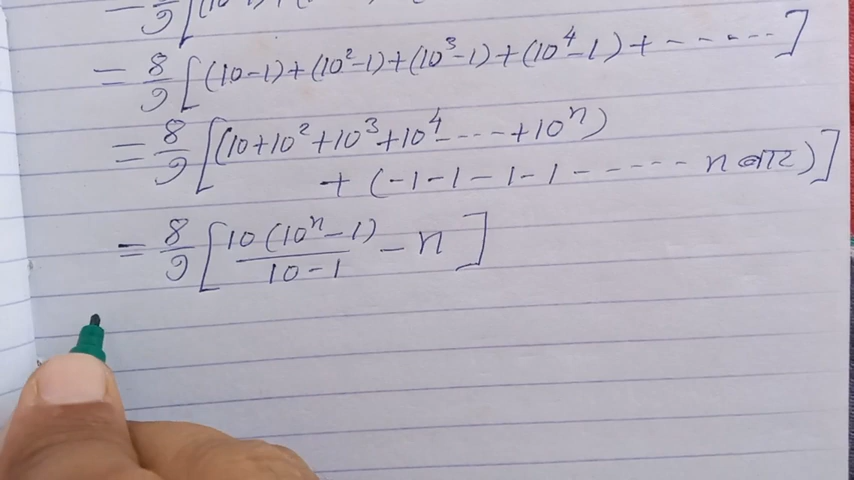 = 8/9 [(10-1)+(10²-1)+(10³-1)+(10⁴-1)+------]
= 8/9 [(10+10²+10³+10⁴----+10ⁿ)
+ (-1-1-1-1------ n बार)]
= 8/9 [10(10ⁿ-1)/10-1 - n]